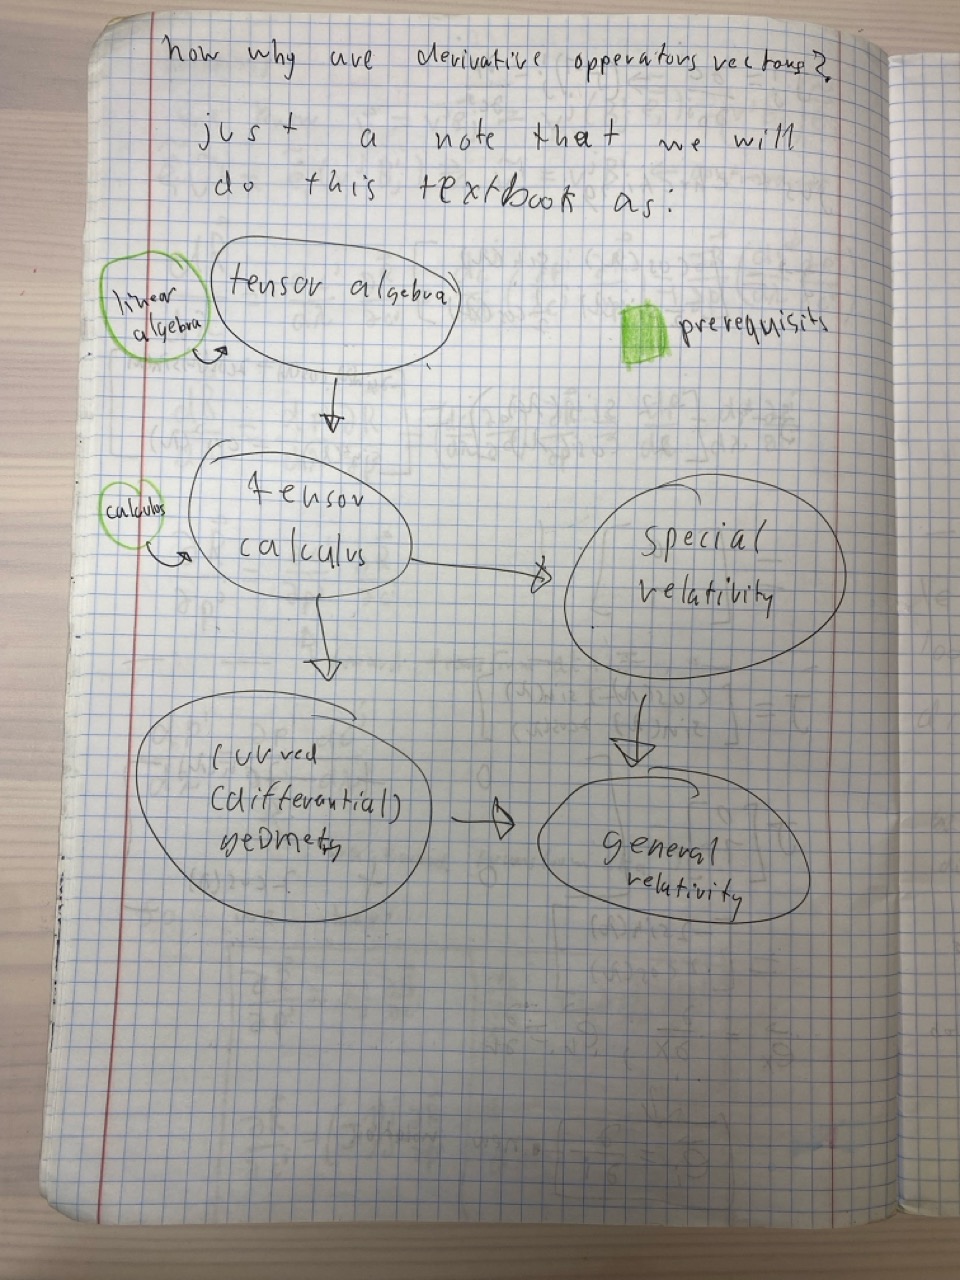 how why are derivative opperators vectors?
just a note that we will
do this textbook as:
linear
algebra
tensor algebra
prerequisits
calculus
tensor
calculus
special
relativity
curved
(differential)
geometry
general
relativity